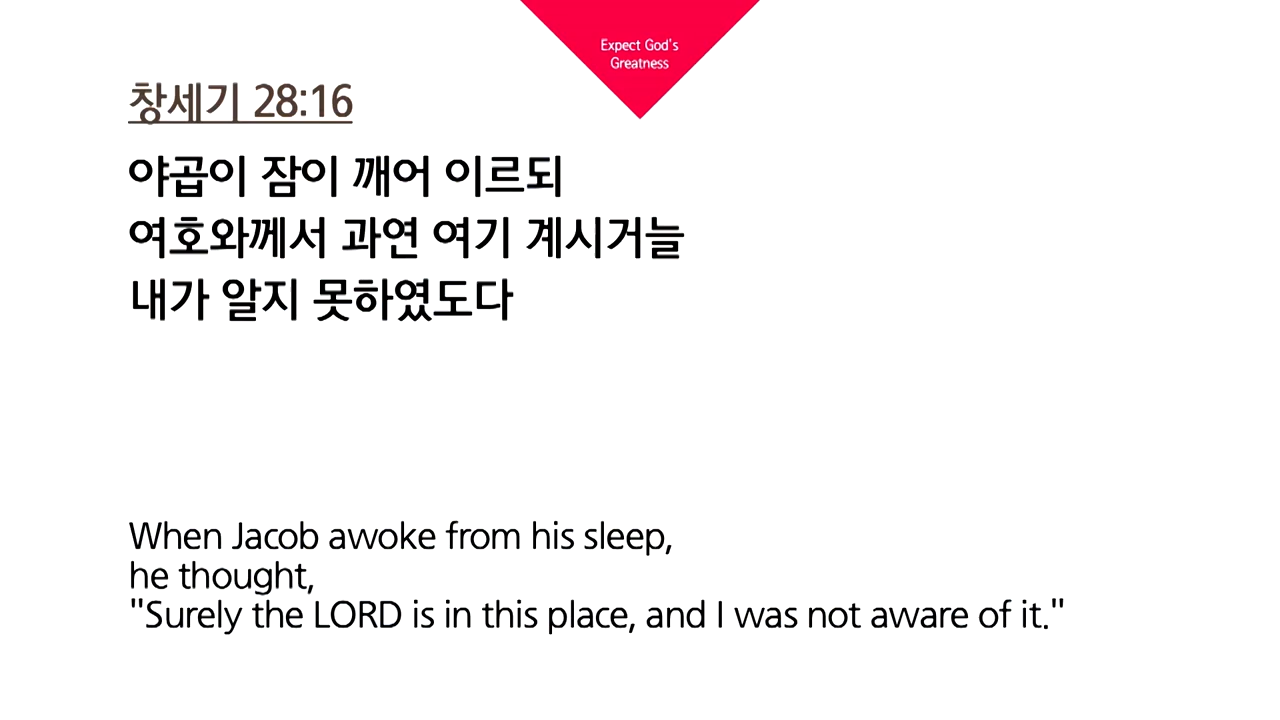 Expect God's
Greatness
창세기 28:16
야곱이 잠이 깨어 이르되
여호와께서 과연 여기 계시거늘
내가 알지 못하였도다
When Jacob awoke from his sleep,
he thought,
"Surely the LORD is in this place, and I was not aware of it."